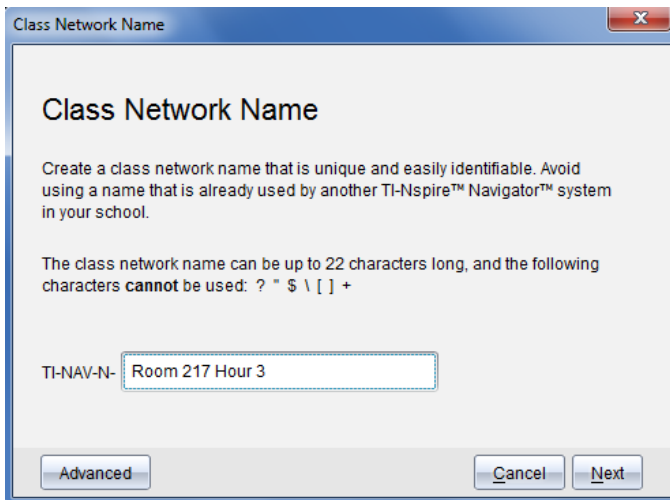 Class Network Name
Class Network Name
Create a class network name that is unique and easily identifiable. Avoid
using a name that is already used by another TI-Nspire™ Navigator™ system
in your school.
The class network name can be up to 22 characters long, and the following
characters cannot be used: ? " $ \ [ ] +
TI-NAV-N- Room 217 Hour 3
Advanced Cancel Next